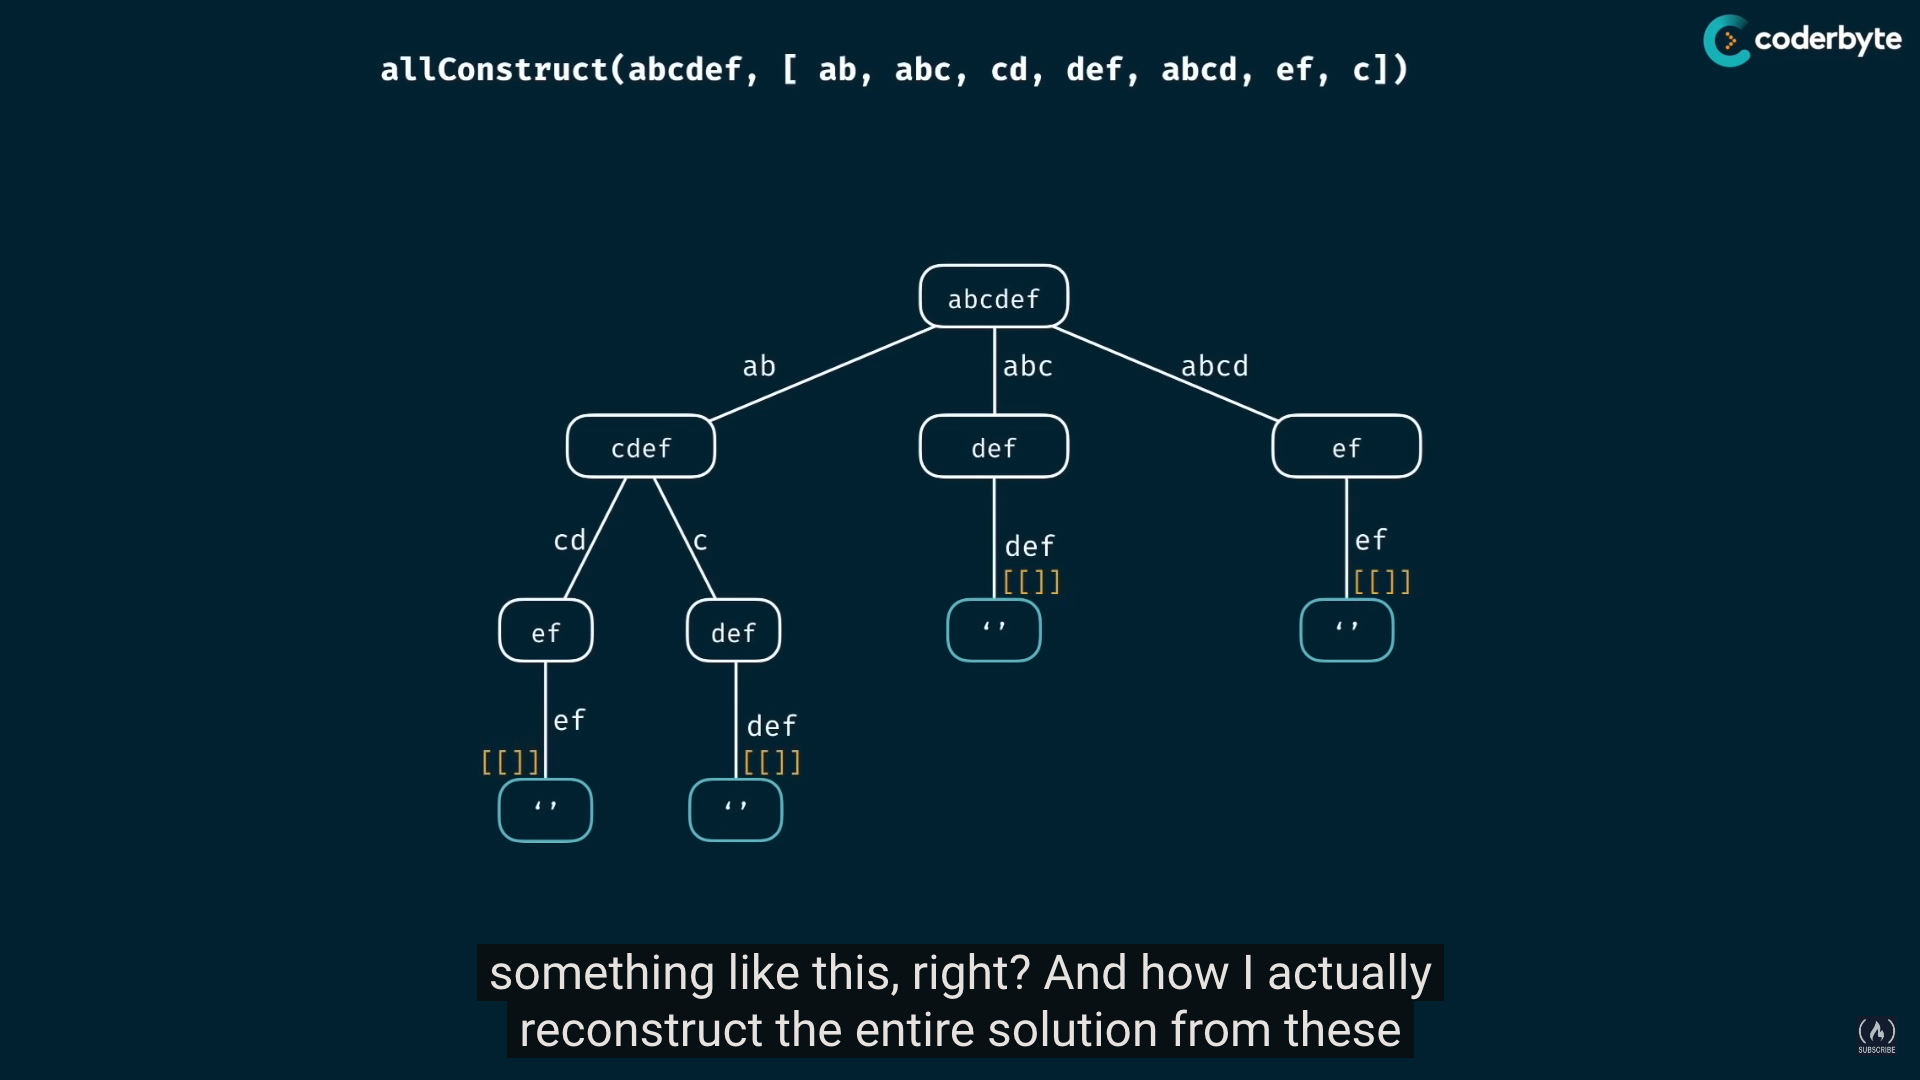 coderbyte
allConstruct(abcdef, [ ab, abc, cd, def, abcd, ef, c])
abcdef
ab
abc
abcd
cdef
def
ef
cd
c
def
[[]]
ef
[[]]
ef
def
‘’
‘’
ef
[[]]
def
[[]]
‘’
‘’
something like this, right? And how I actually
reconstruct the entire solution from these
SUBSCRIBE